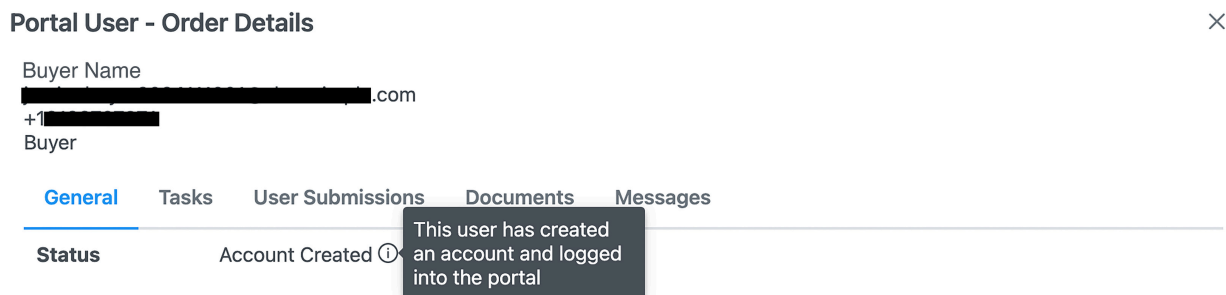 Portal User - Order Details
Buyer Name
.com
+1
Buyer
General Tasks User Submissions Documents Messages
Status Account Created
This user has created
an account and logged
into the portal